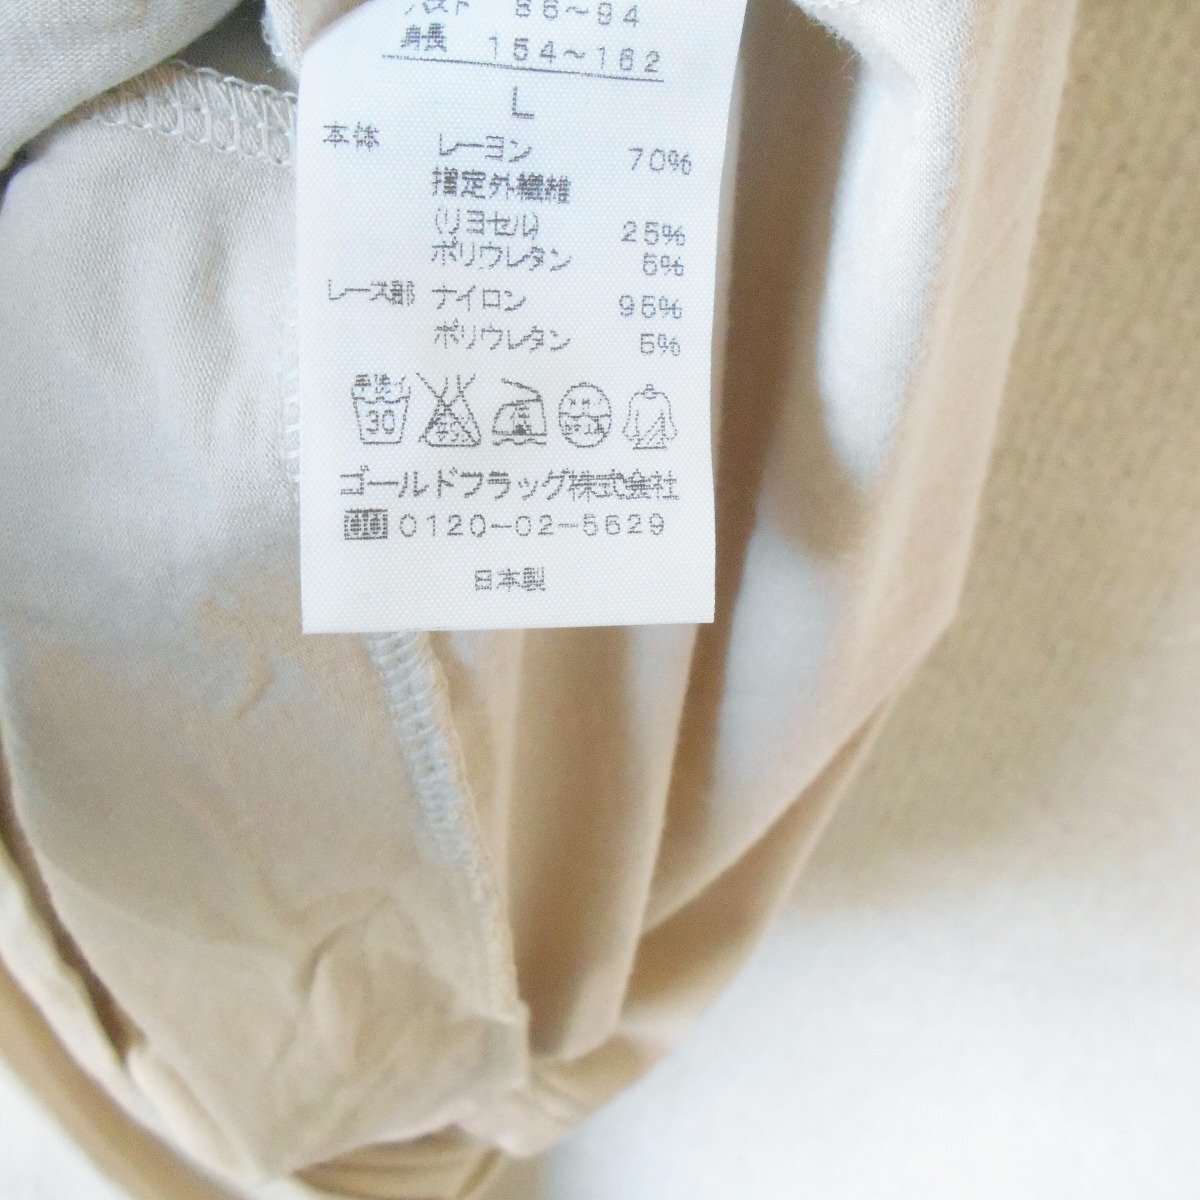 バスト 86～94
身長 154～162
L
本体 レーヨン 70%
指定外繊維
(リヨセル) 25%
ポリウレタン 5%
レース部 ナイロン 95%
ポリウレタン 5%
手洗イ 30
ゴールドフラッグ株式会社
0120-02-5629
日本製